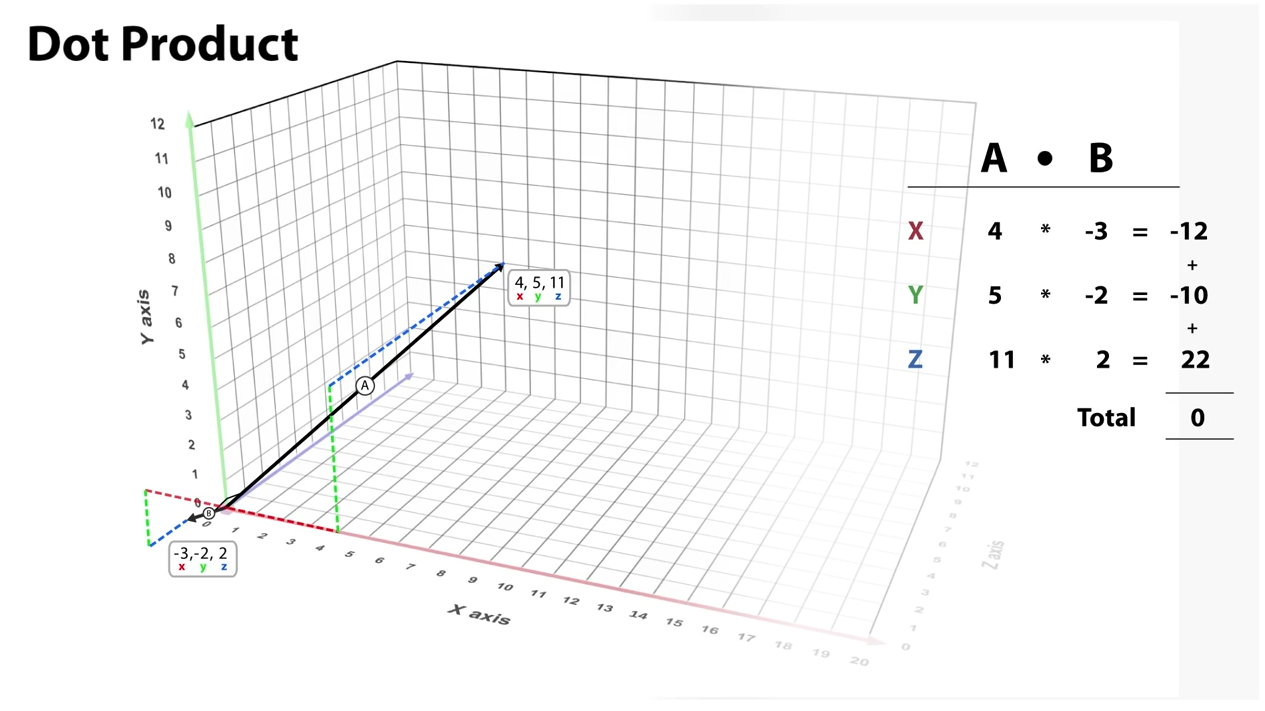 Dot Product
12
11
10
9
8
7
6
5
4
3
2
1
0
Y axis
4, 5, 11
x y z
A
B
-3,-2, 2
x y z
0 1 2 3 4 5 6 7 8 9 10 11 12 13 14 15 16 17 18 19 20
X axis
12
11
10
9
8
7
6
5
4
3
2
1
0
Z axis
A • B
X 4 * -3 = -12
+
Y 5 * -2 = -10
+
Z 11 * 2 = 22
Total 0